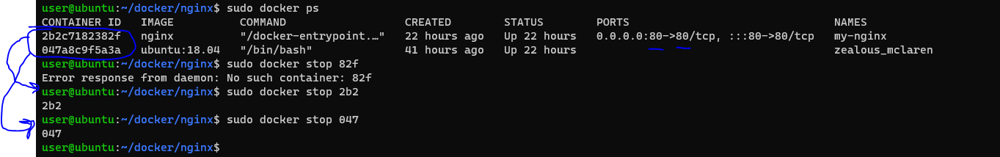 user@ubuntu:~/docker/nginx$ sudo docker ps
CONTAINER ID   IMAGE          COMMAND                  CREATED        STATUS        PORTS                               NAMES
2b2c7182382f   nginx          "/docker-entrypoint.…"   22 hours ago   Up 22 hours   0.0.0.0:80->80/tcp, :::80->80/tcp   my-nginx
047a8c9f5a3a   ubuntu:18.04   "/bin/bash"              41 hours ago   Up 22 hours                                       zealous_mclaren
user@ubuntu:~/docker/nginx$ sudo docker stop 82f
Error response from daemon: No such container: 82f
user@ubuntu:~/docker/nginx$ sudo docker stop 2b2
2b2
user@ubuntu:~/docker/nginx$ sudo docker stop 047
047
user@ubuntu:~/docker/nginx$